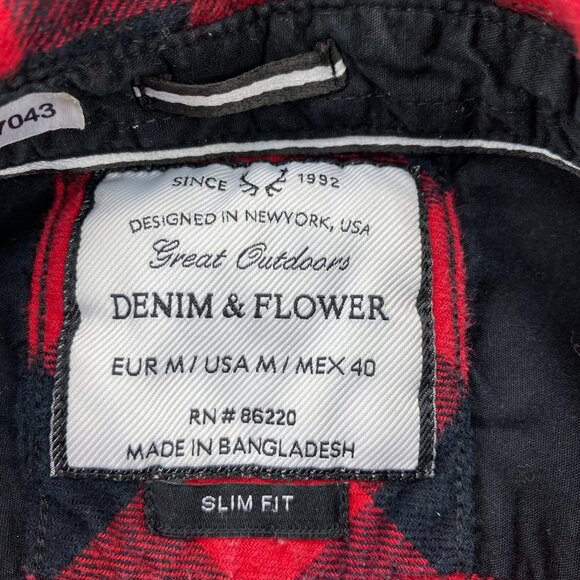 7043
SINCE 1992
DESIGNED IN NEWYORK, USA
Great Outdoors
DENIM & FLOWER
EUR M / USA M / MEX 40
RN # 86220
MADE IN BANGLADESH
SLIM FIT